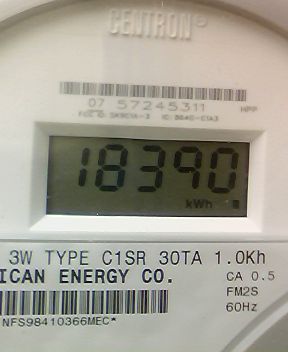 CENTRON®
07 57245311 HPP
18390
kWh
3W TYPE C1SR 30TA 1.0Kh
ICAN ENERGY CO.
CA 0.5
FM2S
60Hz
NFS98410366MEC*